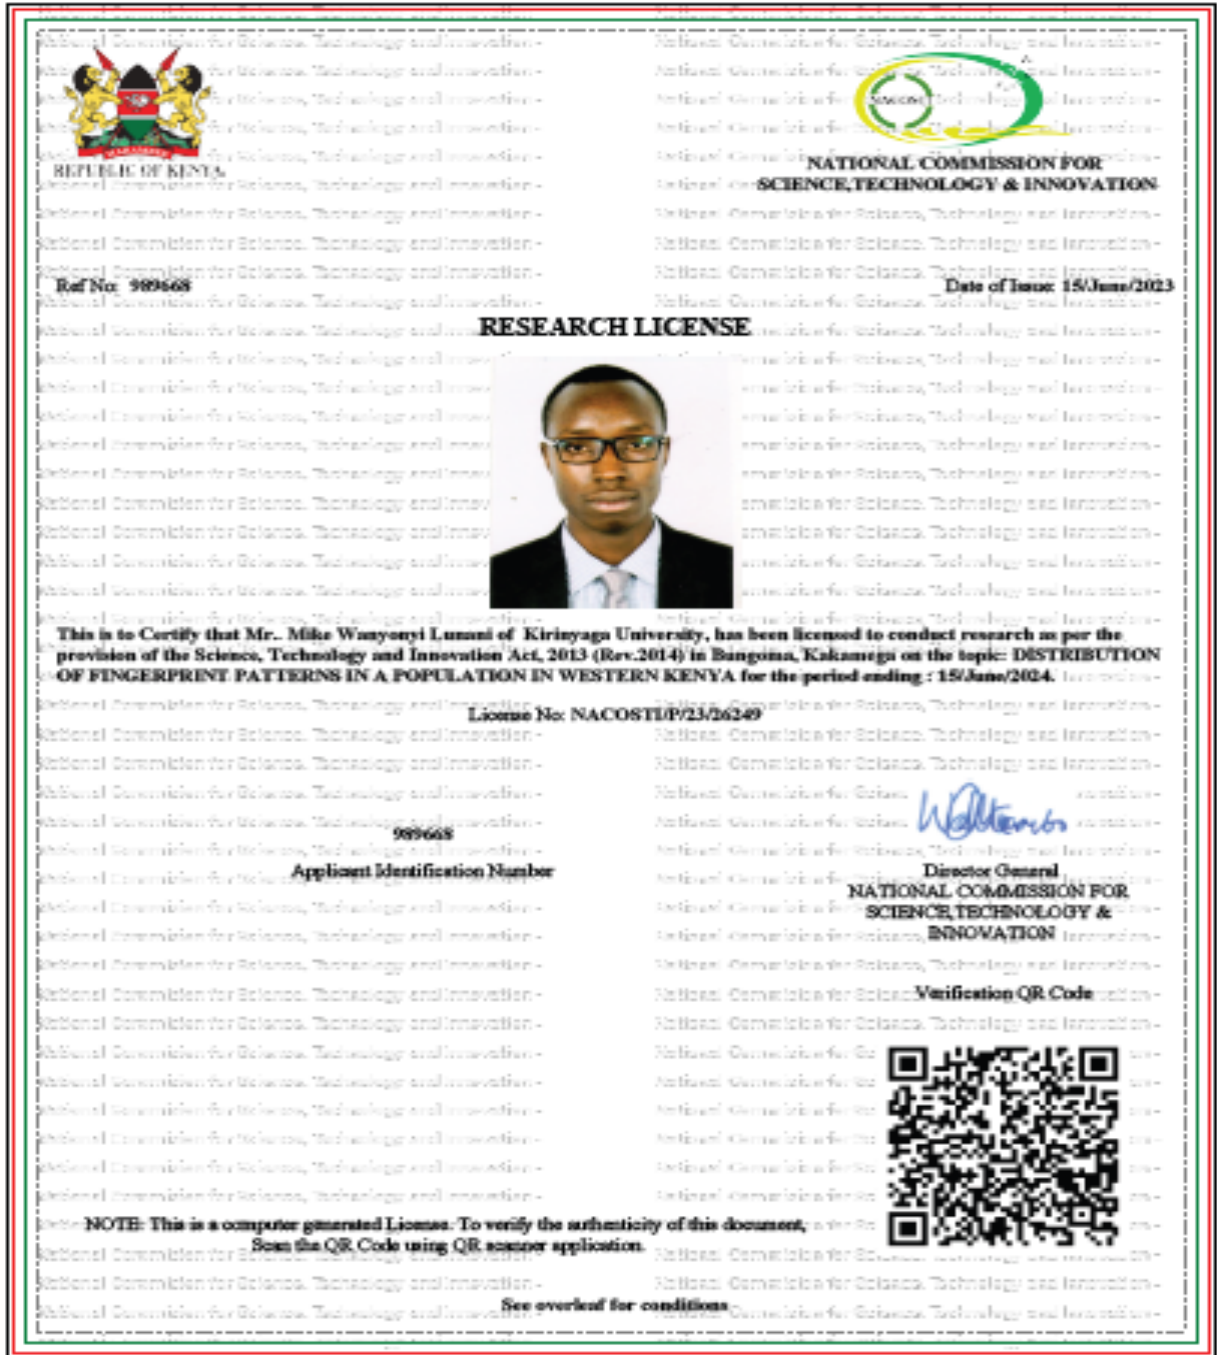 REPUBLIC OF KENYA
NATIONAL COMMISSION FOR
SCIENCE,TECHNOLOGY & INNOVATION
Ref No: 989668
Date of Issue: 15/June/2023
RESEARCH LICENSE
This is to Certify that Mr.. Mike Wanyonyi Lunani of Kirinyaga University, has been licensed to conduct research as per the
provision of the Science, Technology and Innovation Act, 2013 (Rev.2014) in Bungoma, Kakamega on the topic: DISTRIBUTION
OF FINGERPRINT PATTERNS IN A POPULATION IN WESTERN KENYA for the period ending : 15/June/2024.
License No: NACOSTI/P/23/26249
989668
Applicant Identification Number
Director General
NATIONAL COMMISSION FOR
SCIENCE,TECHNOLOGY &
INNOVATION
Verification QR Code
NOTE: This is a computer generated License. To verify the authenticity of this document,
Scan the QR Code using QR scanner application.
See overleaf for conditions